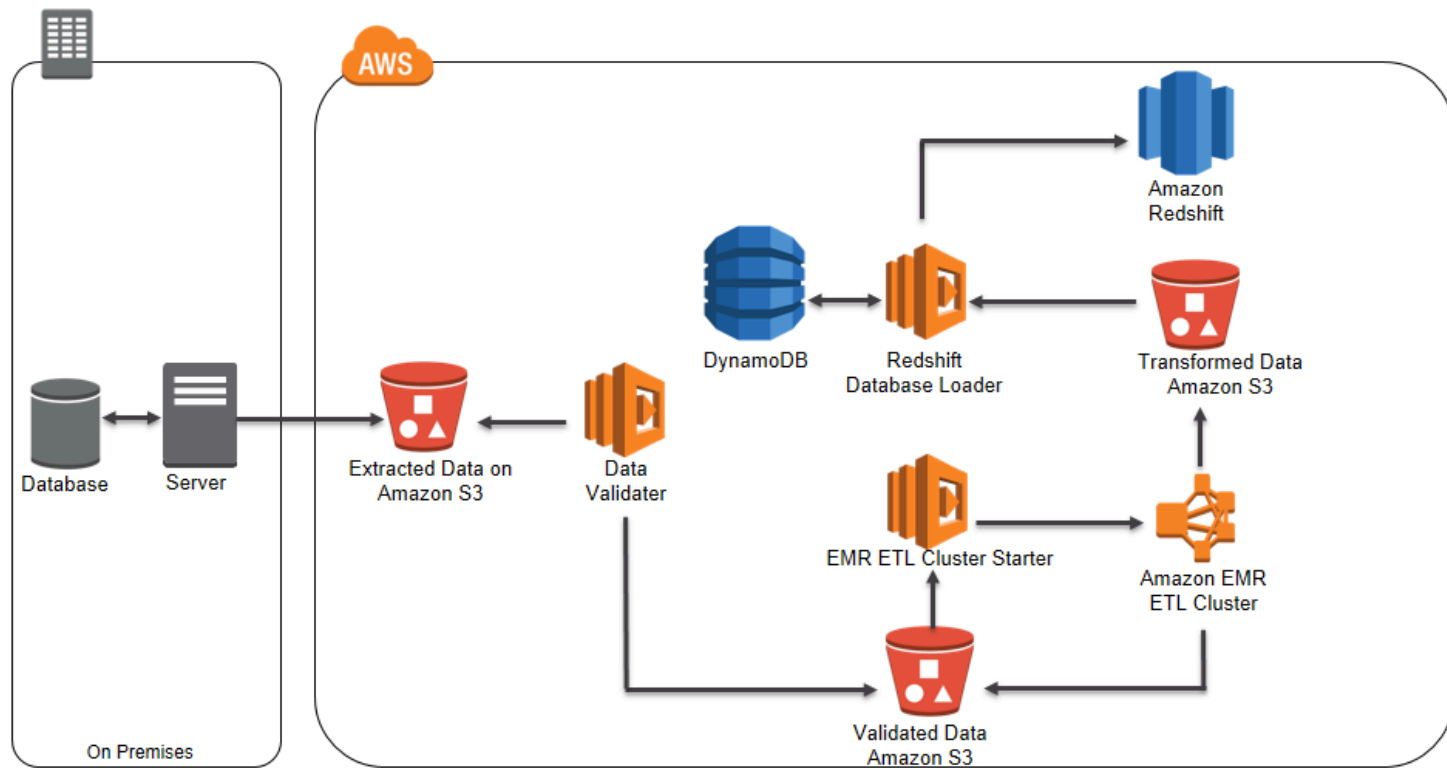 AWS
Amazon
Redshift
DynamoDB
Redshift
Database Loader
Transformed Data
Amazon S3
Database
Server
Extracted Data on
Amazon S3
Data
Validater
EMR ETL Cluster Starter
Amazon EMR
ETL Cluster
Validated Data
Amazon S3
On Premises